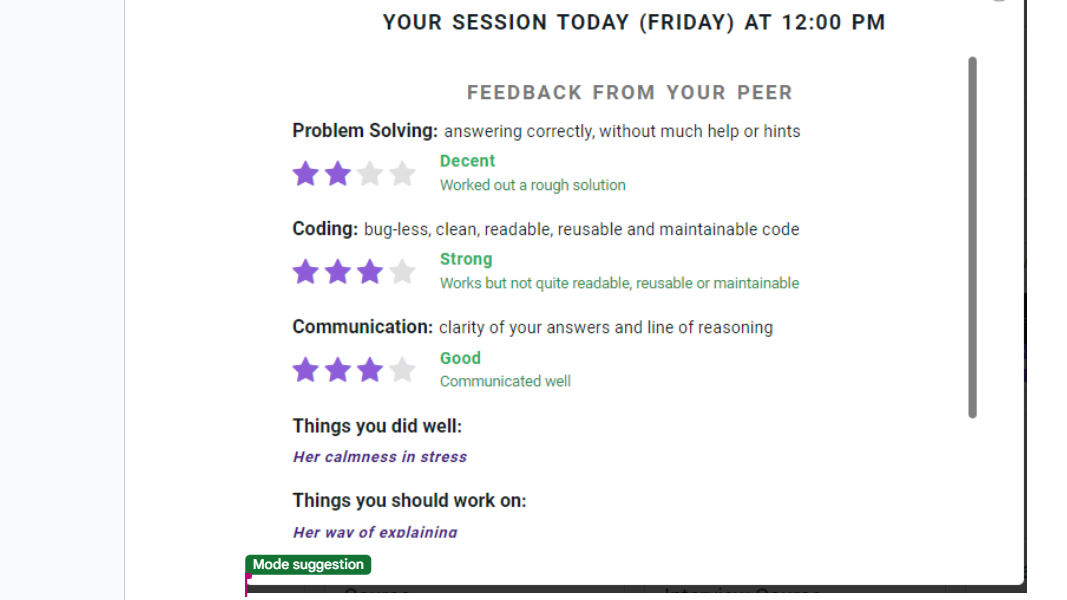 YOUR SESSION TODAY (FRIDAY) AT 12:00 PM
FEEDBACK FROM YOUR PEER
Problem Solving: answering correctly, without much help or hints
Decent
Worked out a rough solution
Coding: bug-less, clean, readable, reusable and maintainable code
Strong
Works but not quite readable, reusable or maintainable
Communication: clarity of your answers and line of reasoning
Good
Communicated well
Things you did well:
Her calmness in stress
Things you should work on:
Her way of explaining
Mode suggestion